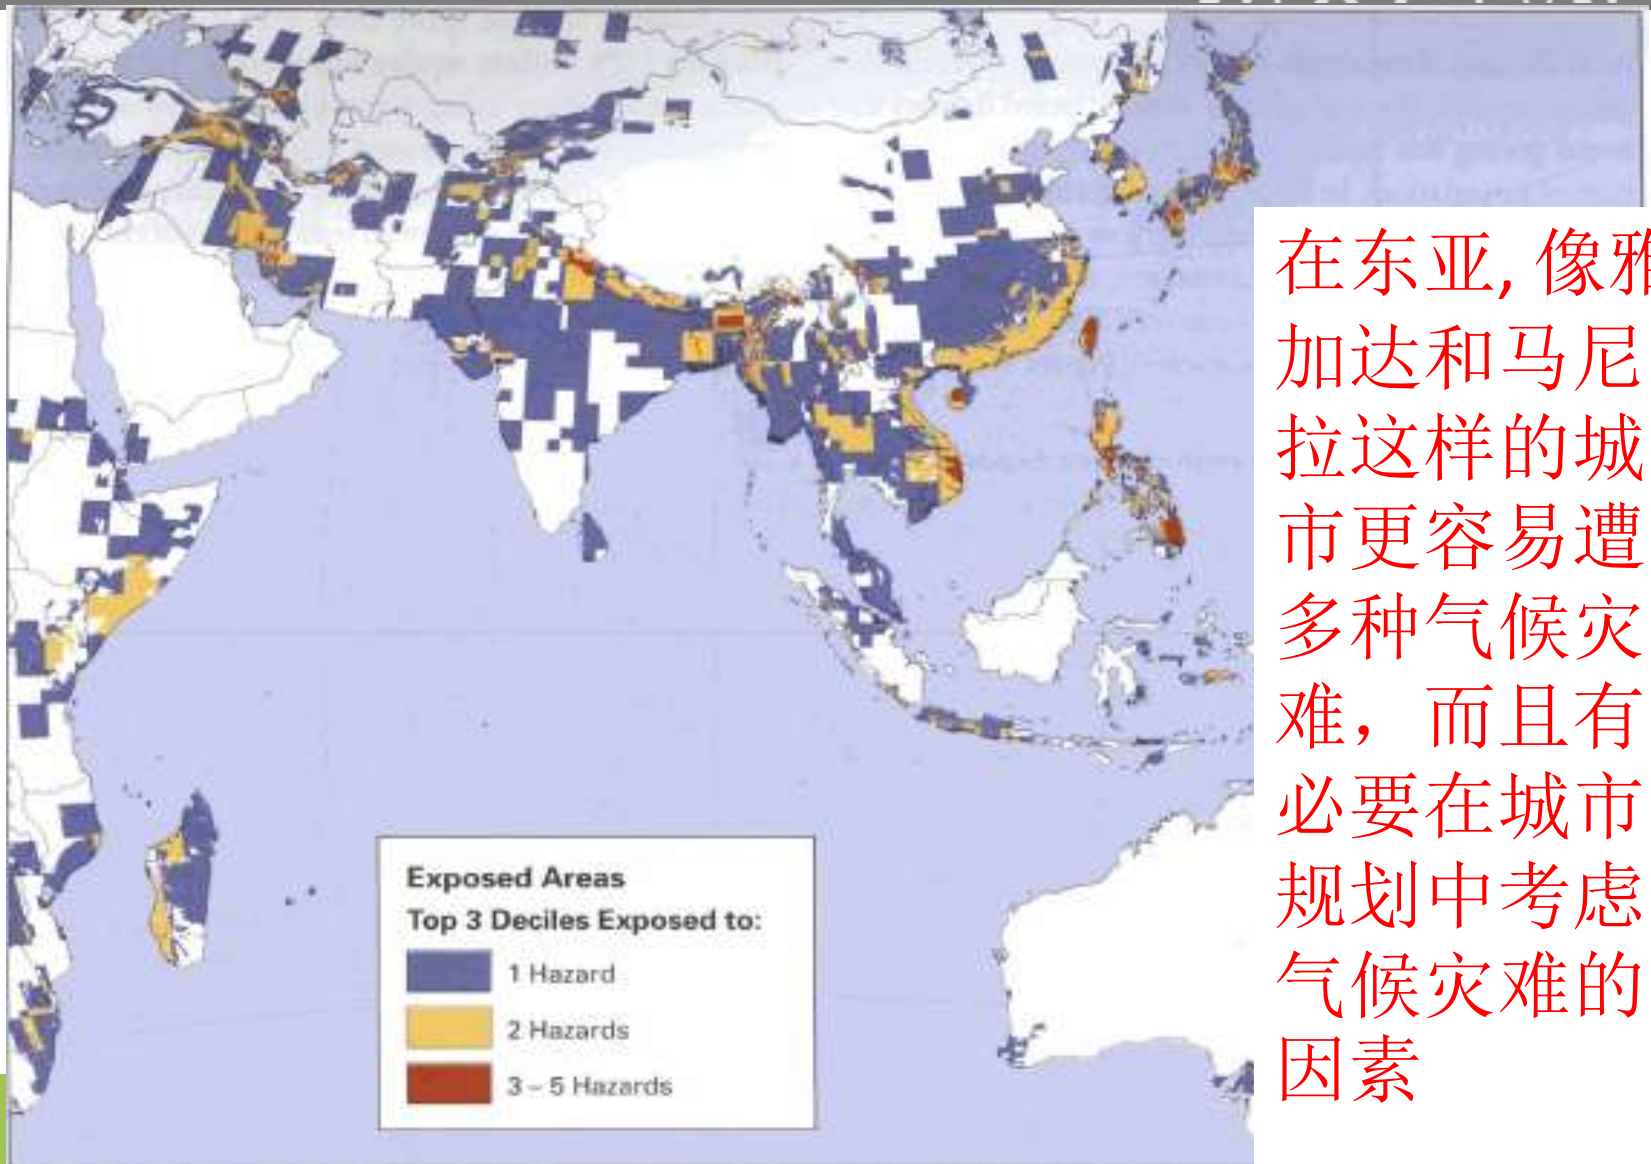 在东亚,像雅
加达和马尼
拉这样的城
市更容易遭
多种气候灾
难，而且有
必要在城市
规划中考虑
气候灾难的
因素
Exposed Areas
Top 3 Deciles Exposed to:
1 Hazard
2 Hazards
3 – 5 Hazards